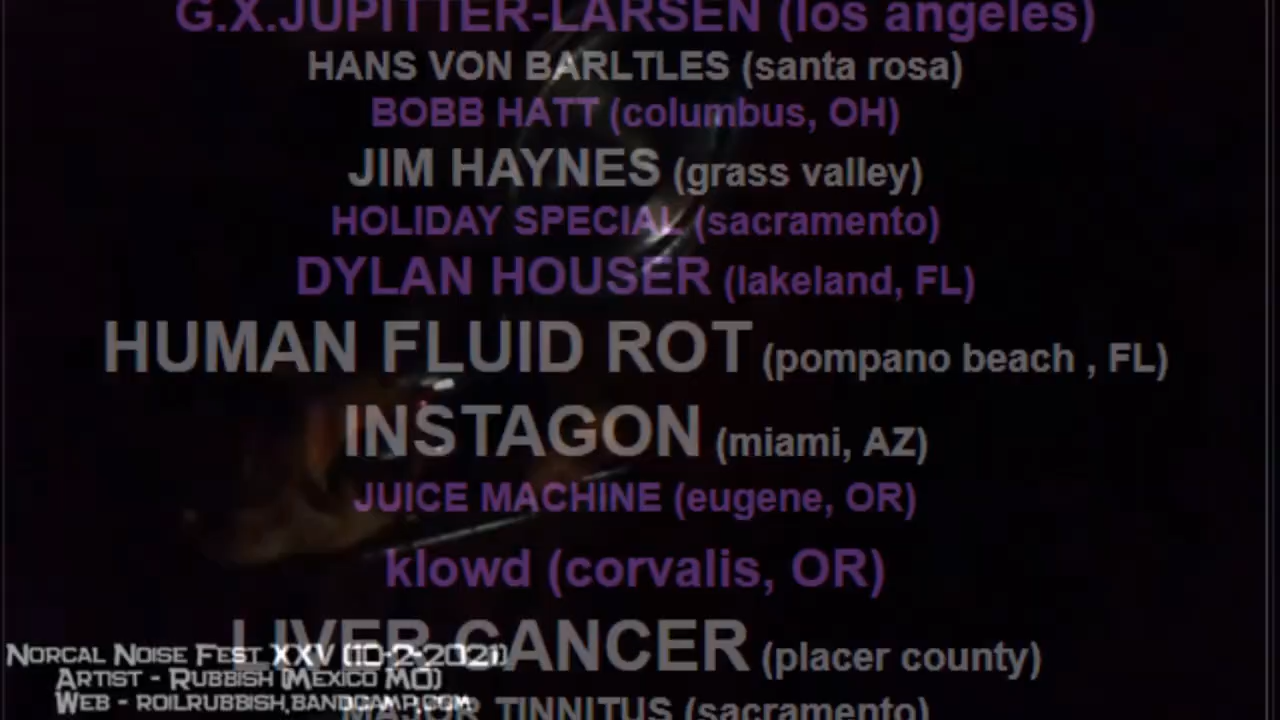 G.X.JUPITTER-LARSEN (los angeles)
HANS VON BARLTLES (santa rosa)
BOBB HATT (columbus, OH)
JIM HAYNES (grass valley)
HOLIDAY SPECIAL (sacramento)
DYLAN HOUSER (lakeland, FL)
HUMAN FLUID ROT (pompano beach , FL)
INSTAGON (miami, AZ)
JUICE MACHINE (eugene, OR)
klowd (corvalis, OR)
LIVER CANCER (placer county)
MAJOR TINNITUS (sacramento)
Norcal Noise Fest XXV (10-2-2021)
Artist - Rubbish (Mexico MO)
Web - roilrubbish.bandcamp.com